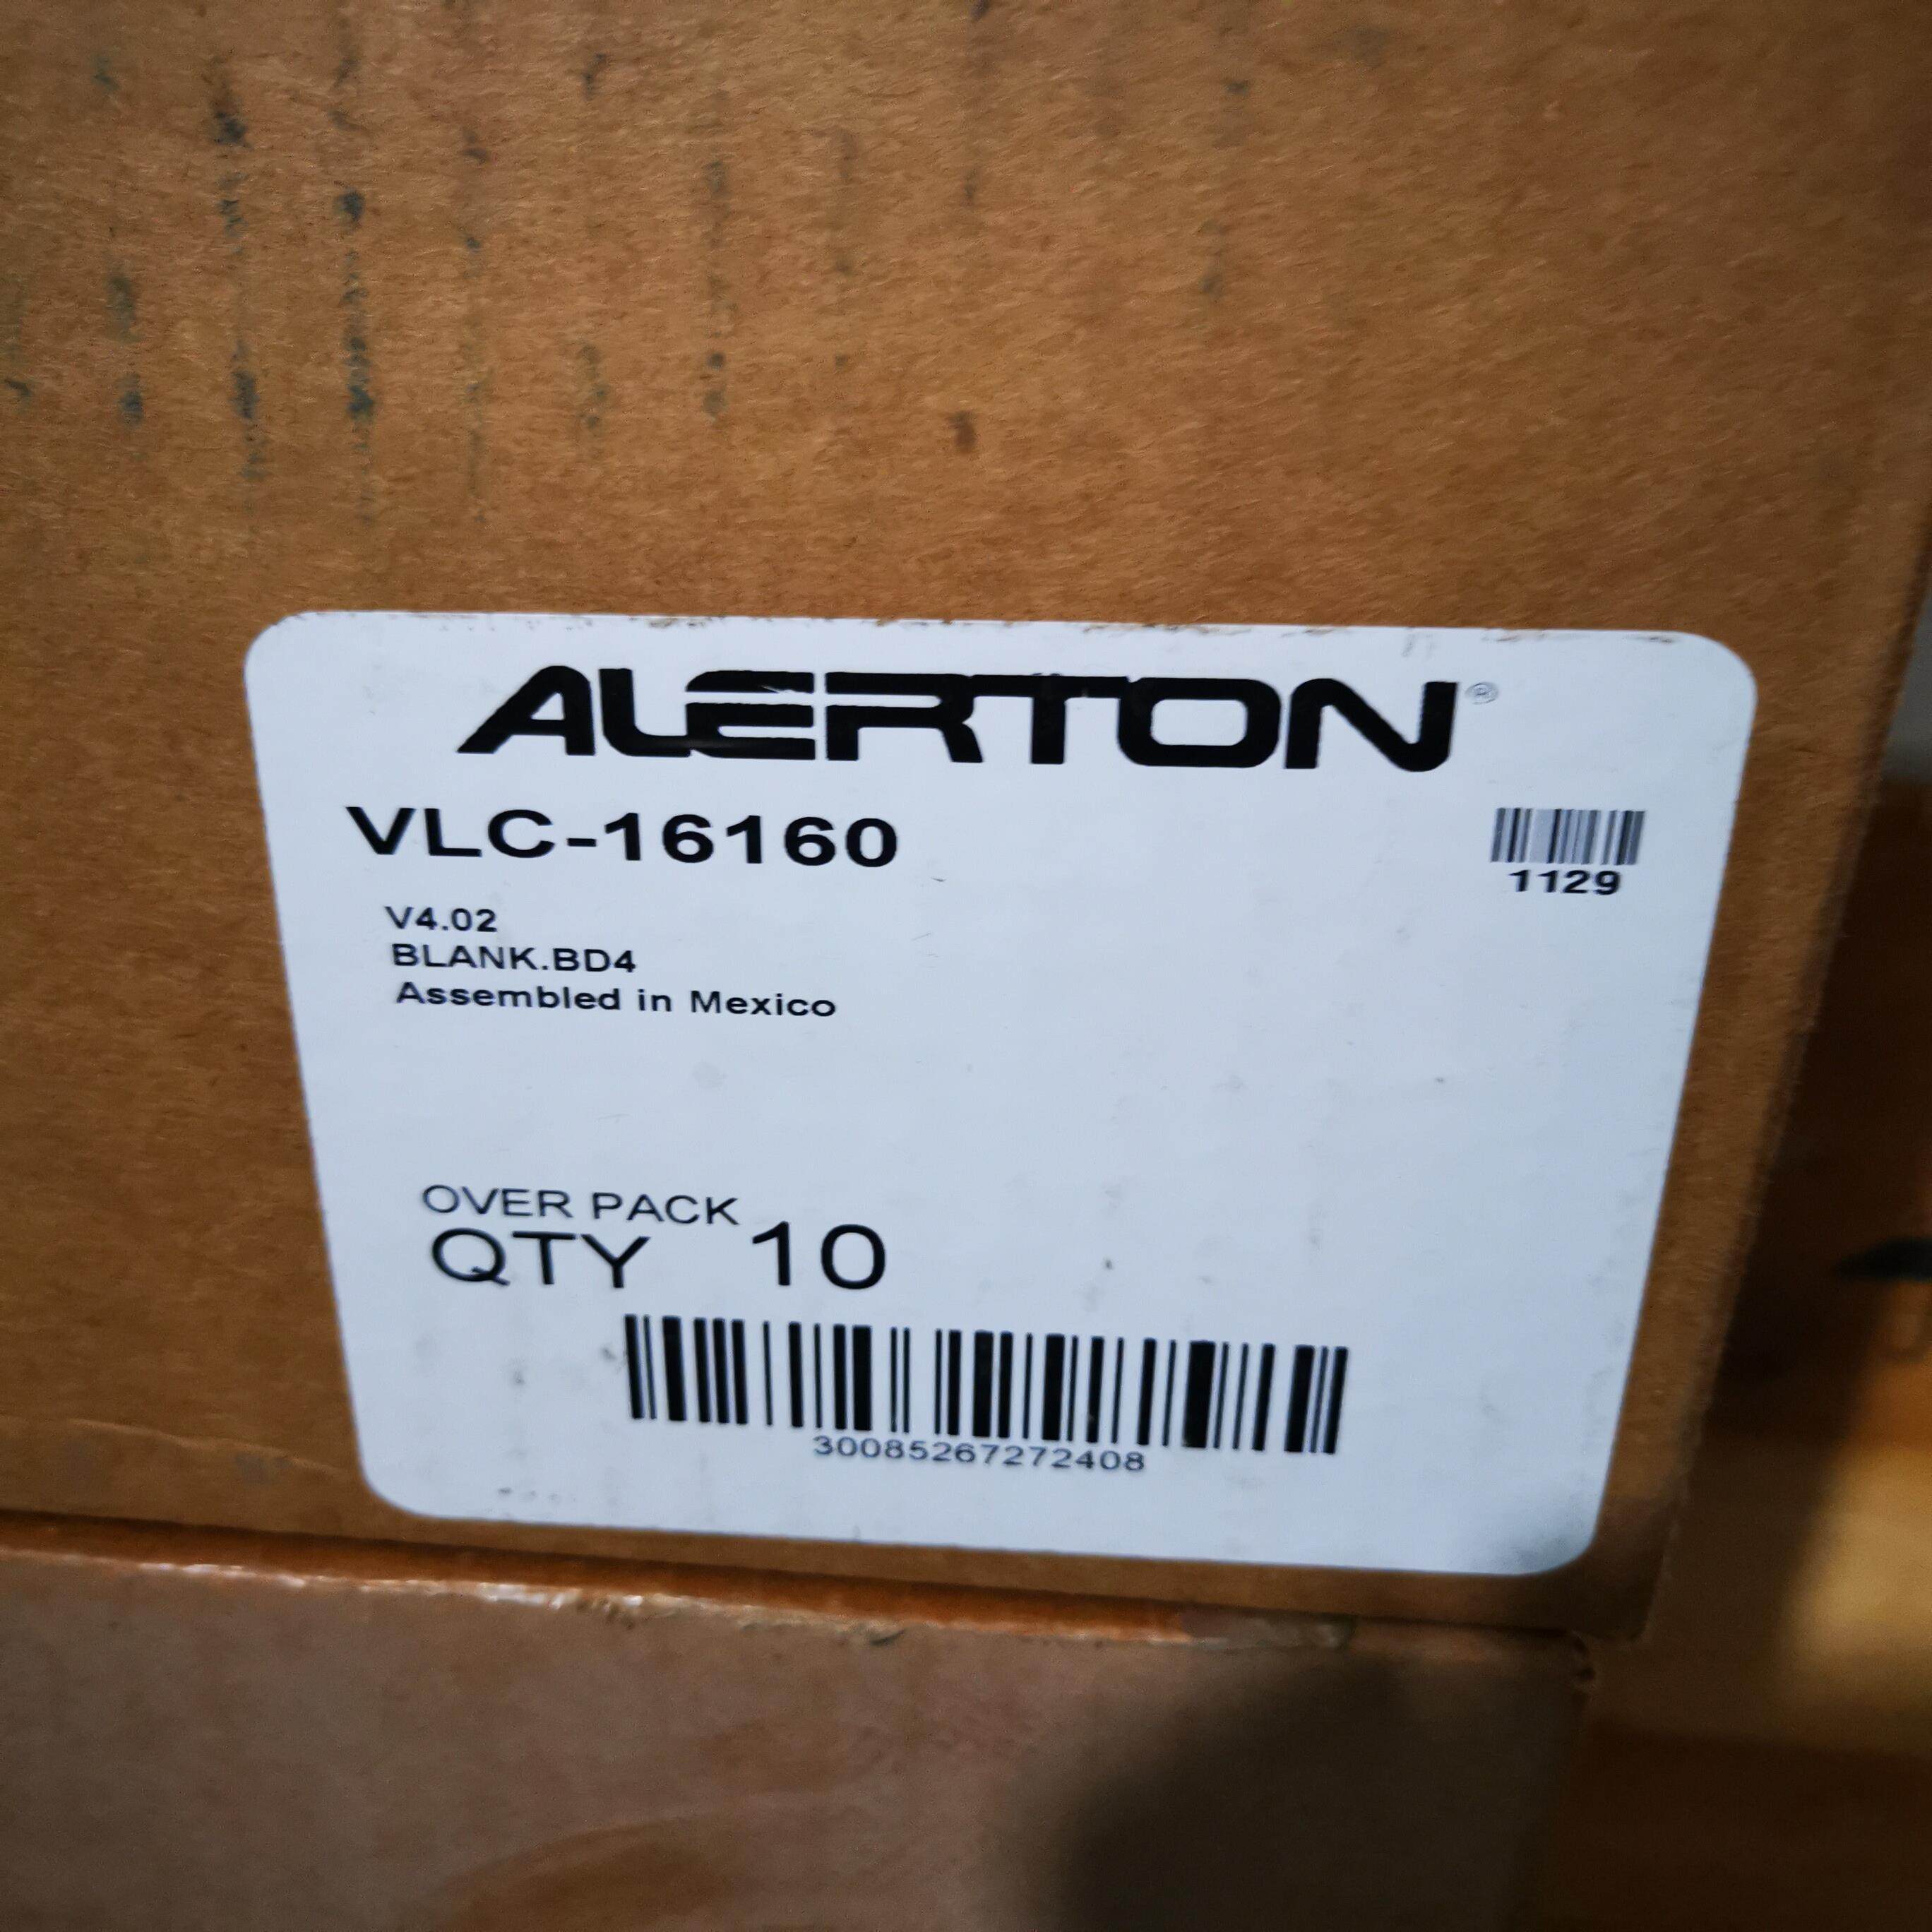 ALERTON®
VLC-16160
1129
V4.02
BLANK.BD4
Assembled in Mexico
OVER PACK
QTY 10
30085267272408